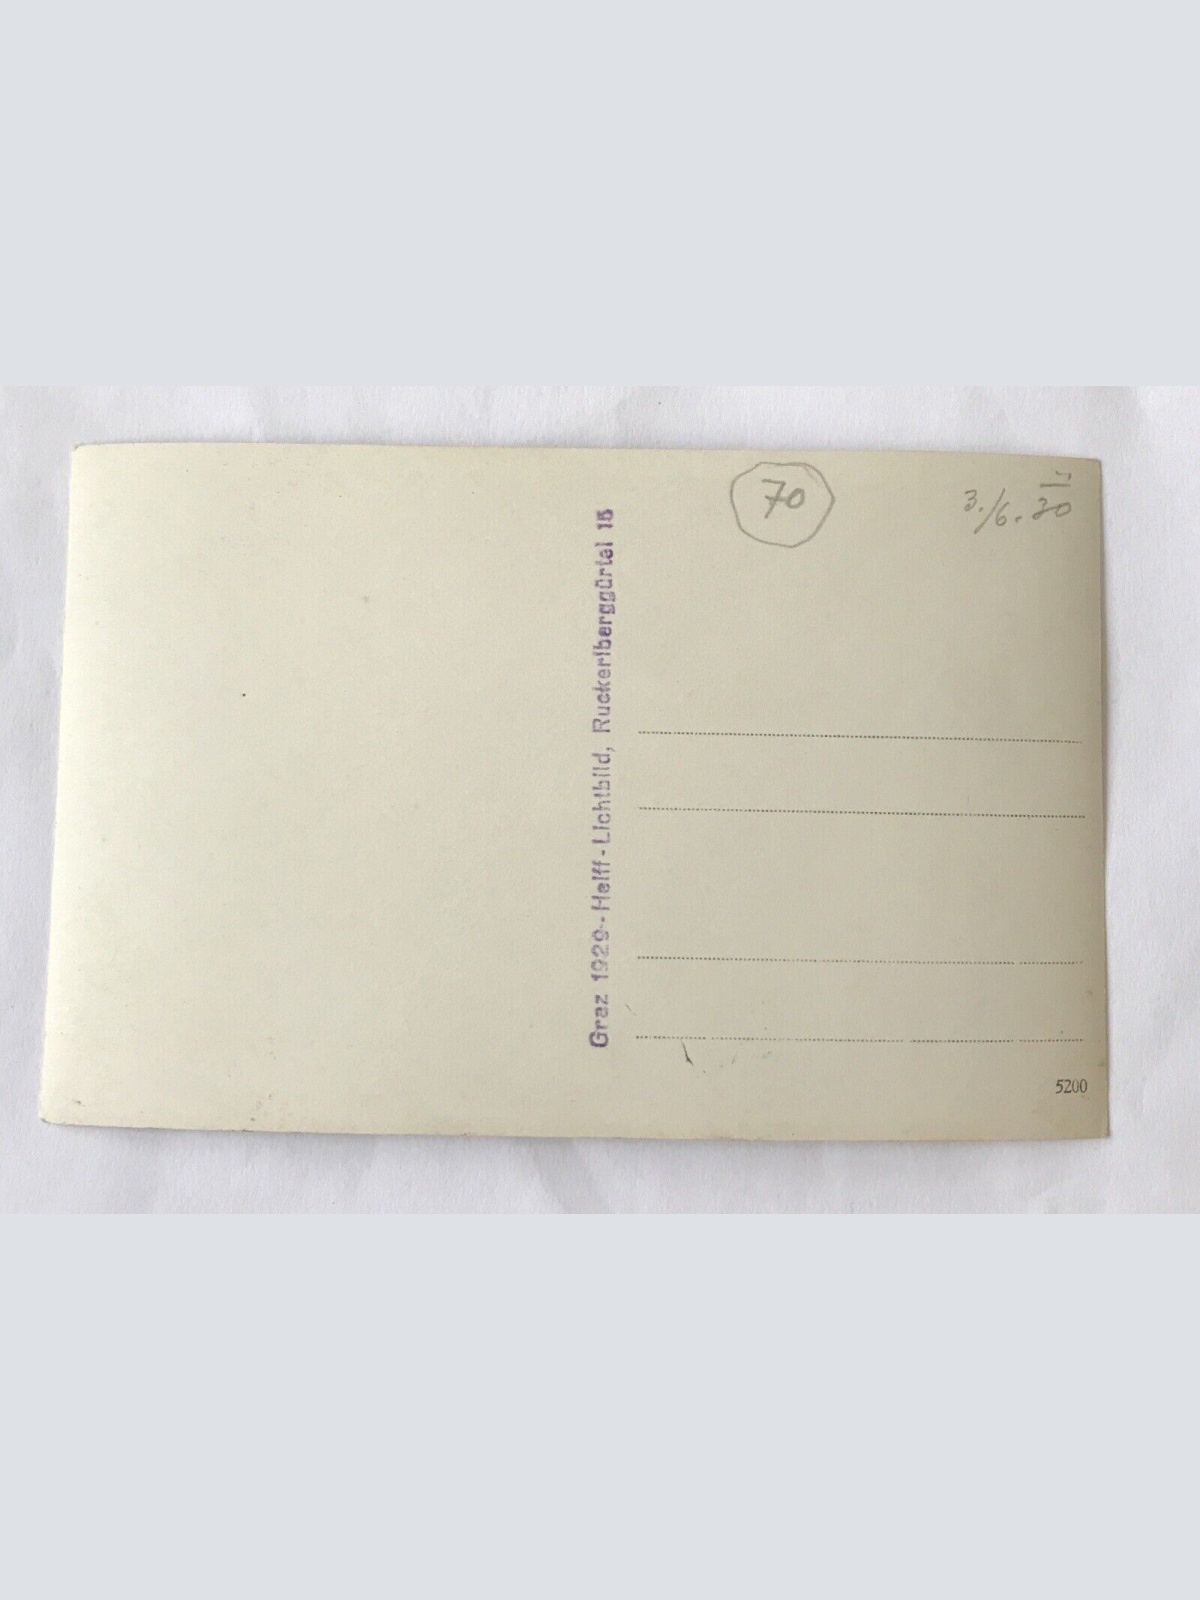 70
3./6. 30
Graz 1929 - Helff - Lichtbild, Ruckerlberggürtel 15
5200